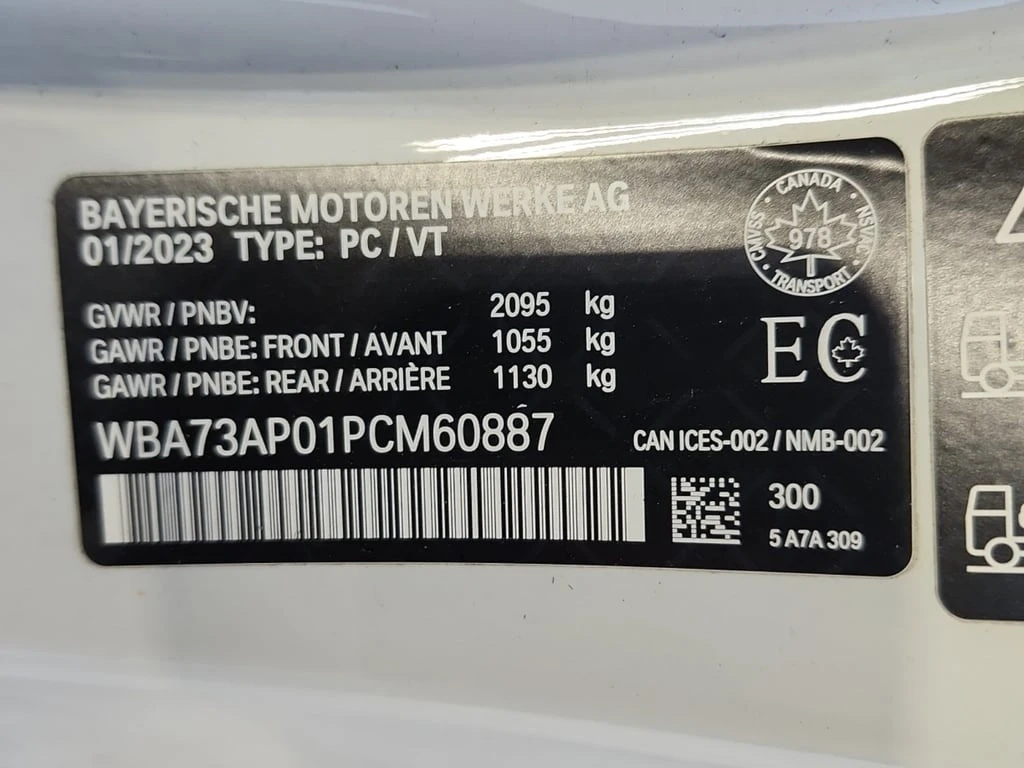 BAYERISCHE MOTOREN WERKE AG
01/2023 TYPE: PC / VT
CANADA
CMVSS · NSVAC
978
TRANSPORT
GVWR / PNBV: 2095 kg
GAWR / PNBE: FRONT / AVANT 1055 kg
GAWR / PNBE: REAR / ARRIÈRE 1130 kg
EC
WBA73AP01PCM60887
CAN ICES-002 / NMB-002
300
5 A7A 309